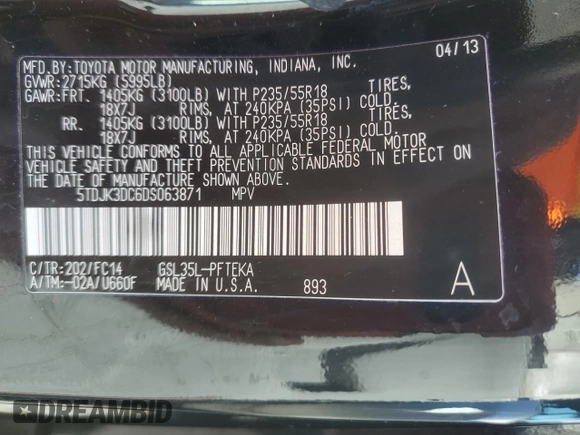 MFD.BY:TOYOTA MOTOR MANUFACTURING, INDIANA, INC. 04/13
GVWR:2715KG (5995LB)
GAWR:FRT. 1405KG (3100LB) WITH P235/55R18 TIRES,
18X7J RIMS, AT 240KPA (35PSI) COLD.
RR. 1405KG (3100LB) WITH P235/55R18 TIRES,
18X7J RIMS, AT 240KPA (35PSI) COLD.
THIS VEHICLE CONFORMS TO ALL APPLICABLE FEDERAL MOTOR
VEHICLE SAFETY AND THEFT PREVENTION STANDARDS IN EFFECT ON
THE DATE OF MANUFACTURE SHOWN ABOVE.
5TDJK3DC6DS063871 MPV
C/TR:202/FC14 GSL35L-PFTEKA
A/TM:-02A/U660F MADE IN U.S.A. 893 A
DREAMBID